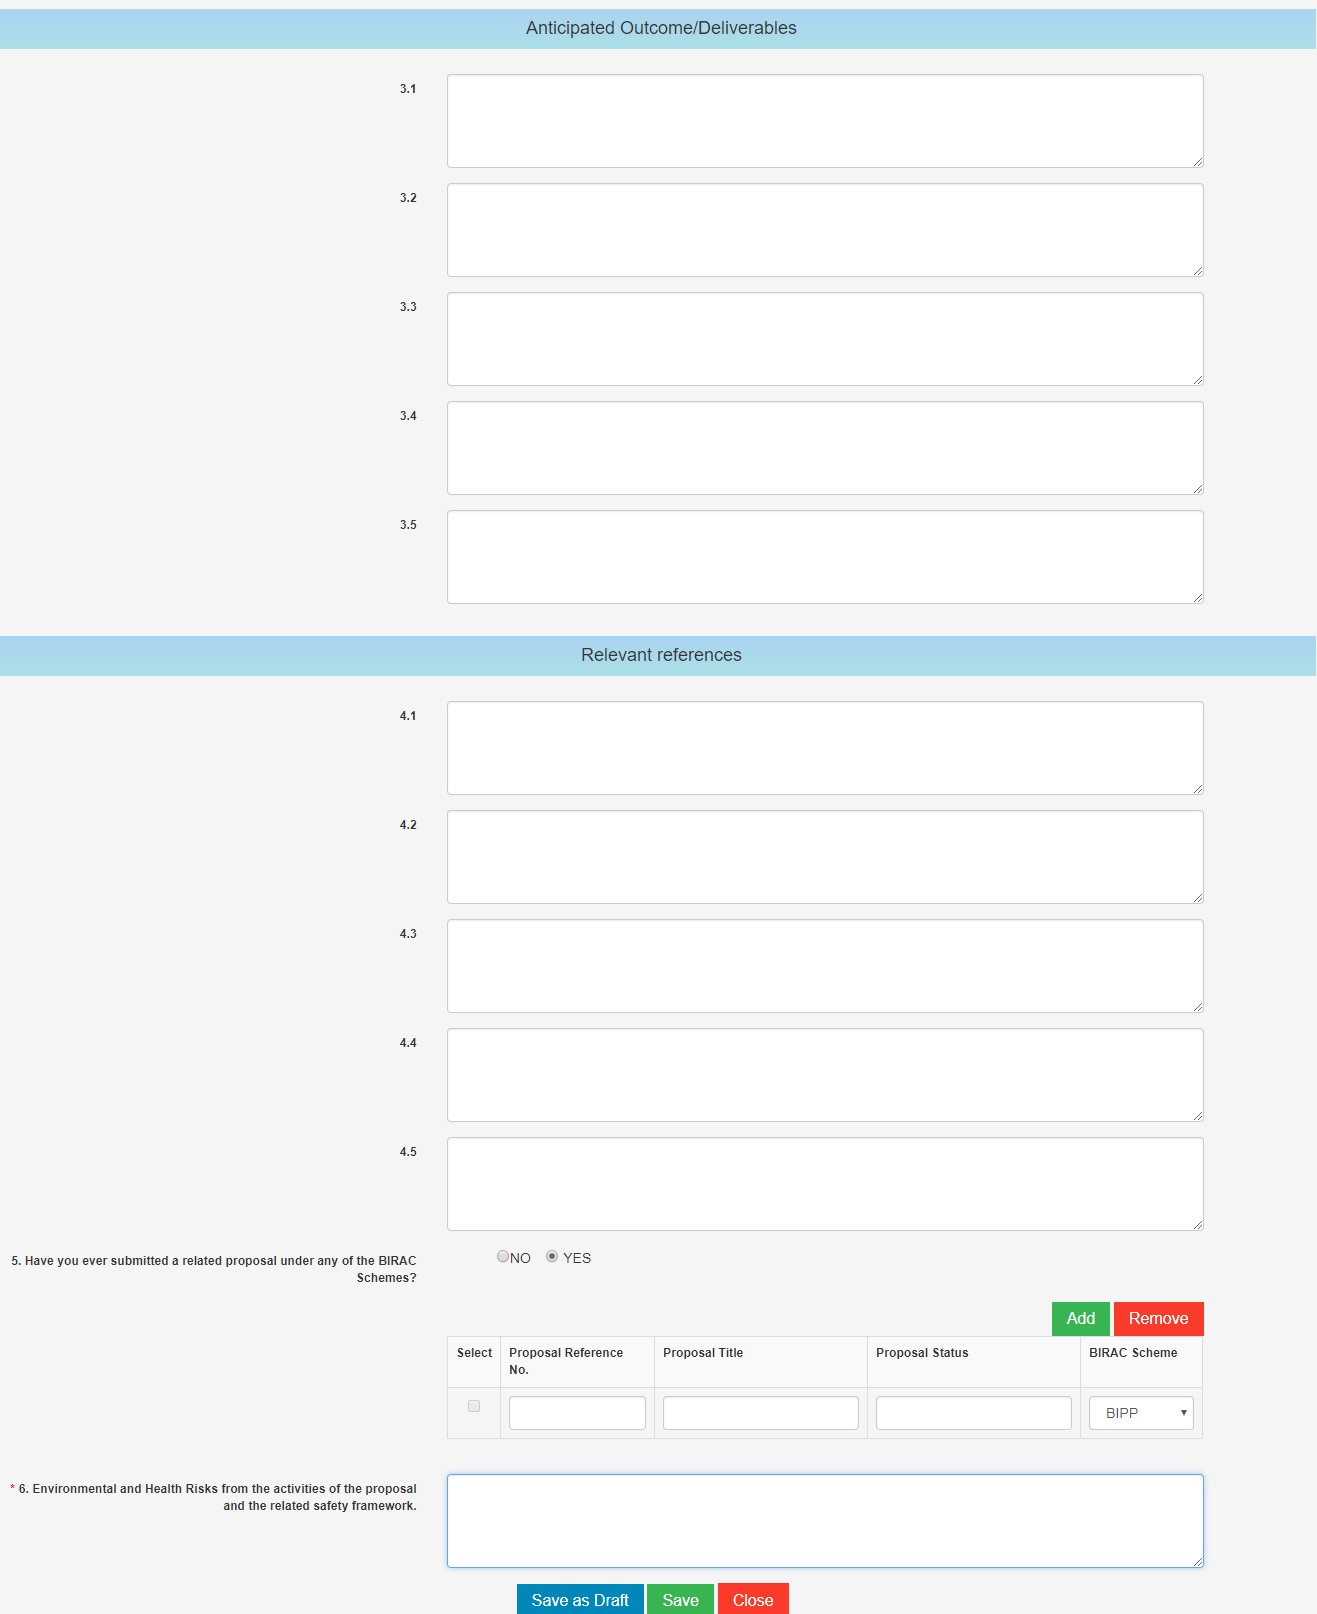 Anticipated Outcome/Deliverables
3.1
3.2
3.3
3.4
3.5
Relevant references
4.1
4.2
4.3
4.4
4.5
5. Have you ever submitted a related proposal under any of the BIRAC
Schemes?
NO YES
Add Remove
Select Proposal Reference No. Proposal Title Proposal Status BIRAC Scheme
BIPP
* 6. Environmental and Health Risks from the activities of the proposal
and the related safety framework.
Save as Draft Save Close